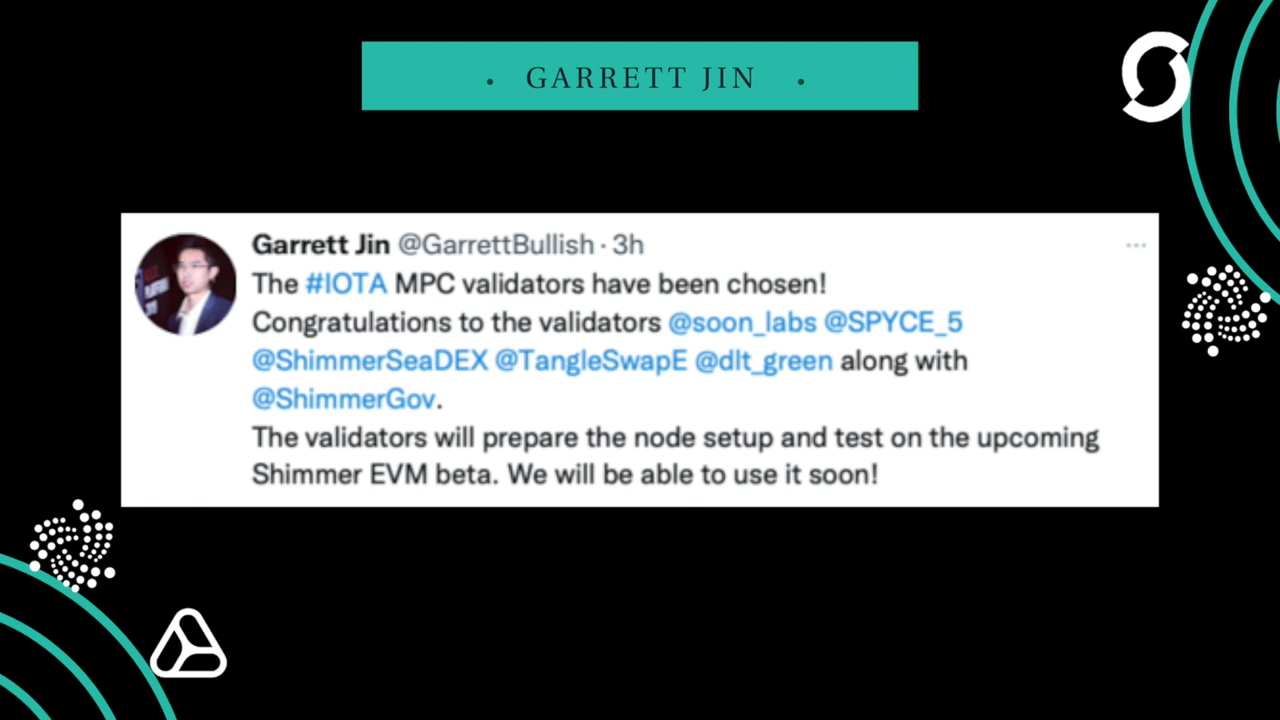 • GARRETT JIN •
Garrett Jin @GarrettBullish · 3h
The #IOTA MPC validators have been chosen!
Congratulations to the validators @soon_labs @SPYCE_5
@ShimmerSeaDEX @TangleSwapE @dlt_green along with
@ShimmerGov.
The validators will prepare the node setup and test on the upcoming
Shimmer EVM beta. We will be able to use it soon!